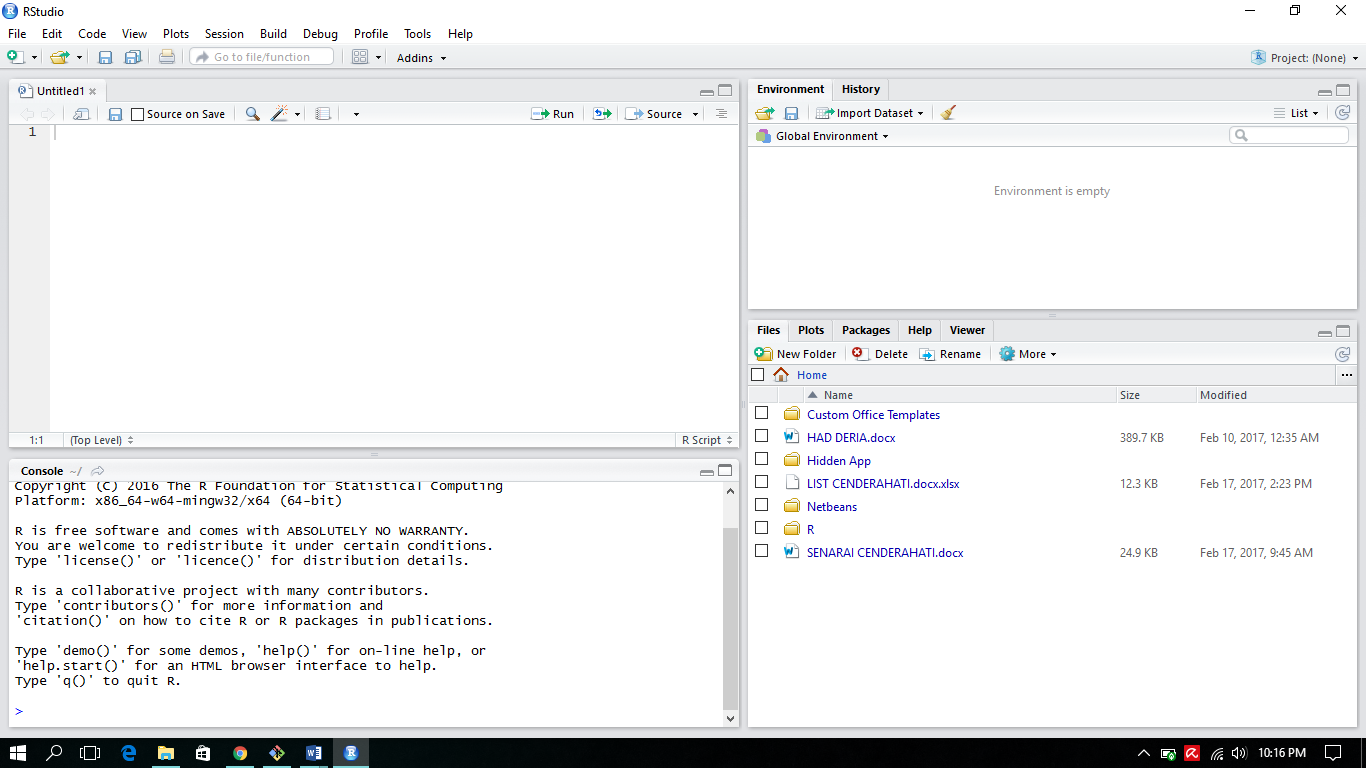 RStudio
File Edit Code View Plots Session Build Debug Profile Tools Help
Go to file/function Addins Project: (None)
Untitled1
Source on Save Run Source
1
1:1 (Top Level) R Script
Console ~/
Copyright (C) 2016 The R Foundation for Statistical Computing
Platform: x86_64-w64-mingw32/x64 (64-bit)
R is free software and comes with ABSOLUTELY NO WARRANTY.
You are welcome to redistribute it under certain conditions.
Type 'license()' or 'licence()' for distribution details.
R is a collaborative project with many contributors.
Type 'contributors()' for more information and
'citation()' on how to cite R or R packages in publications.
Type 'demo()' for some demos, 'help()' for on-line help, or
'help.start()' for an HTML browser interface to help.
Type 'q()' to quit R.
>
Environment History
Import Dataset List
Global Environment
Environment is empty
Files Plots Packages Help Viewer
New Folder Delete Rename More
Home ...
Name Size Modified
Custom Office Templates
HAD DERIA.docx 389.7 KB Feb 10, 2017, 12:35 AM
Hidden App
LIST CENDERAHATI.docx.xlsx 12.3 KB Feb 17, 2017, 2:23 PM
Netbeans
R
SENARAI CENDERAHATI.docx 24.9 KB Feb 17, 2017, 9:45 AM
10:16 PM